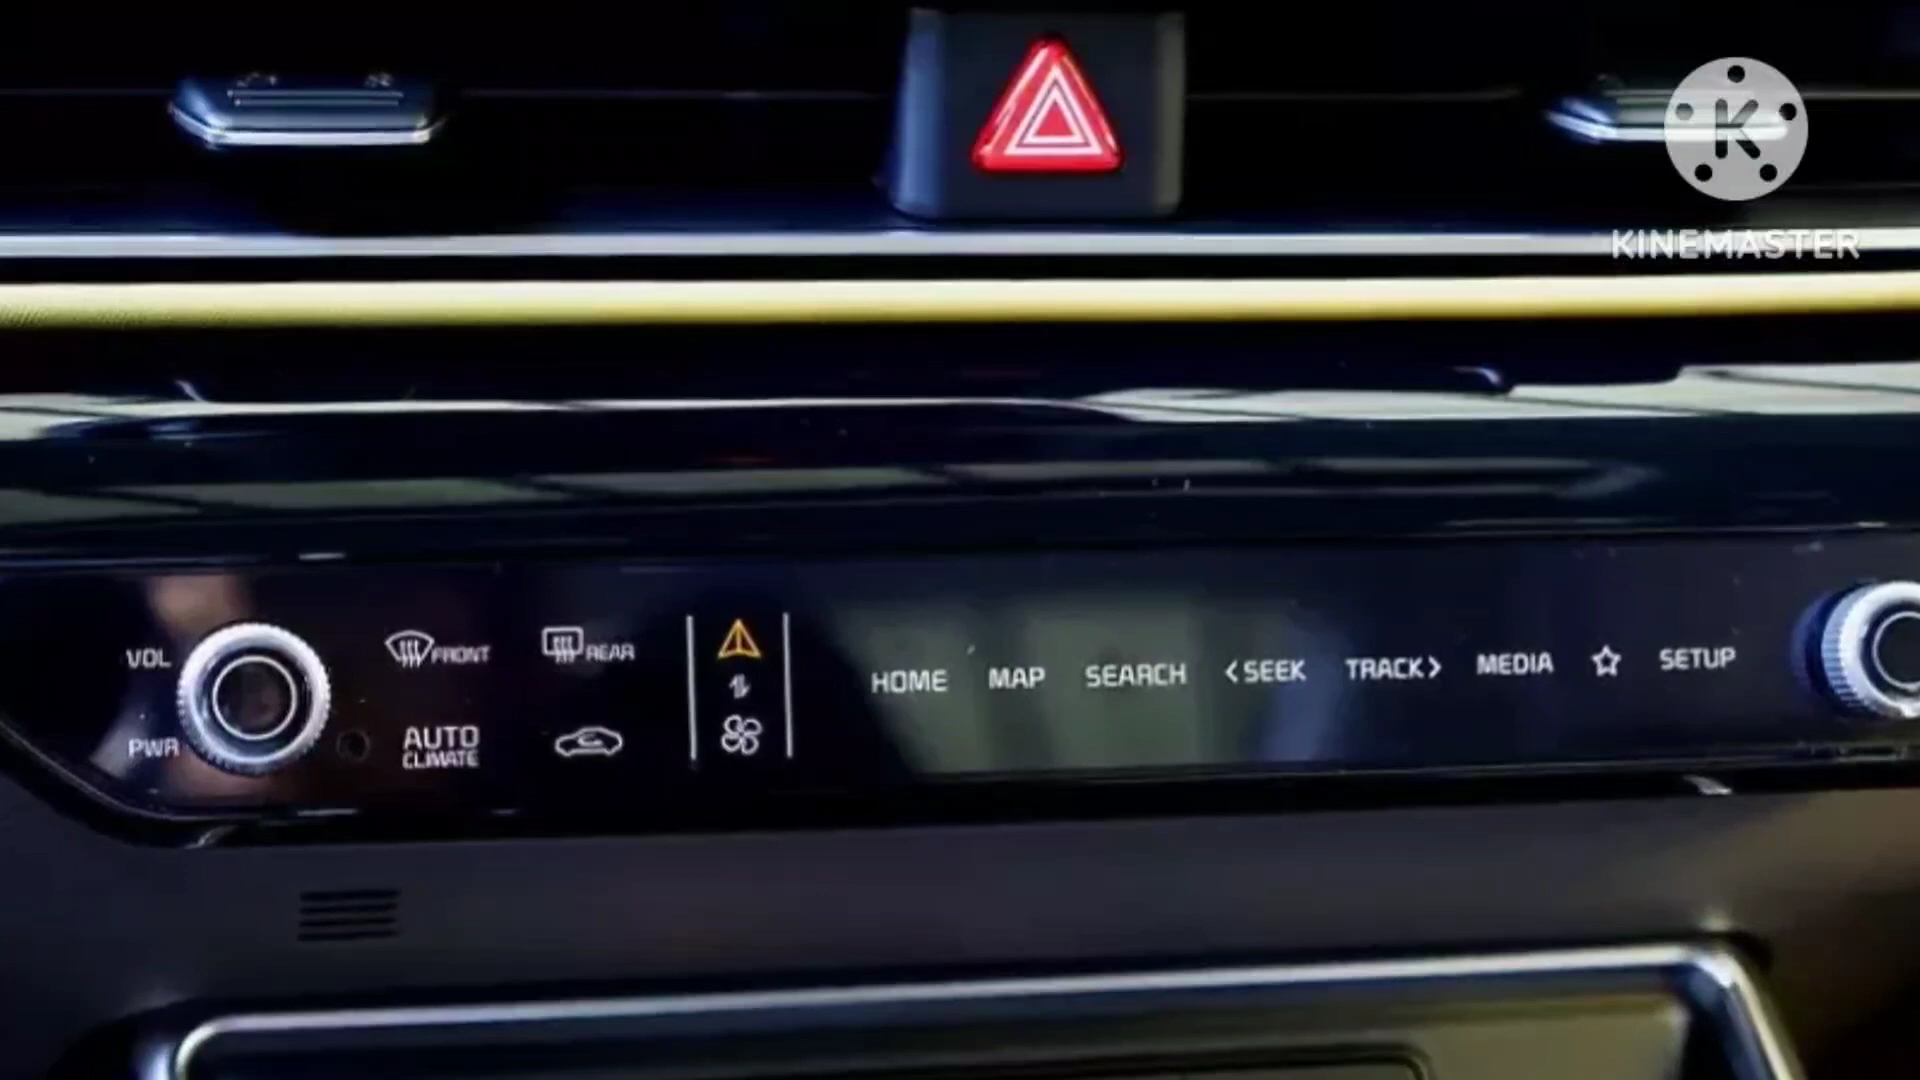 K
KINEMASTER
VOL
FRONT
REAR
HOME MAP SEARCH <SEEK TRACK> MEDIA ☆ SETUP
PWR
AUTO
CLIMATE